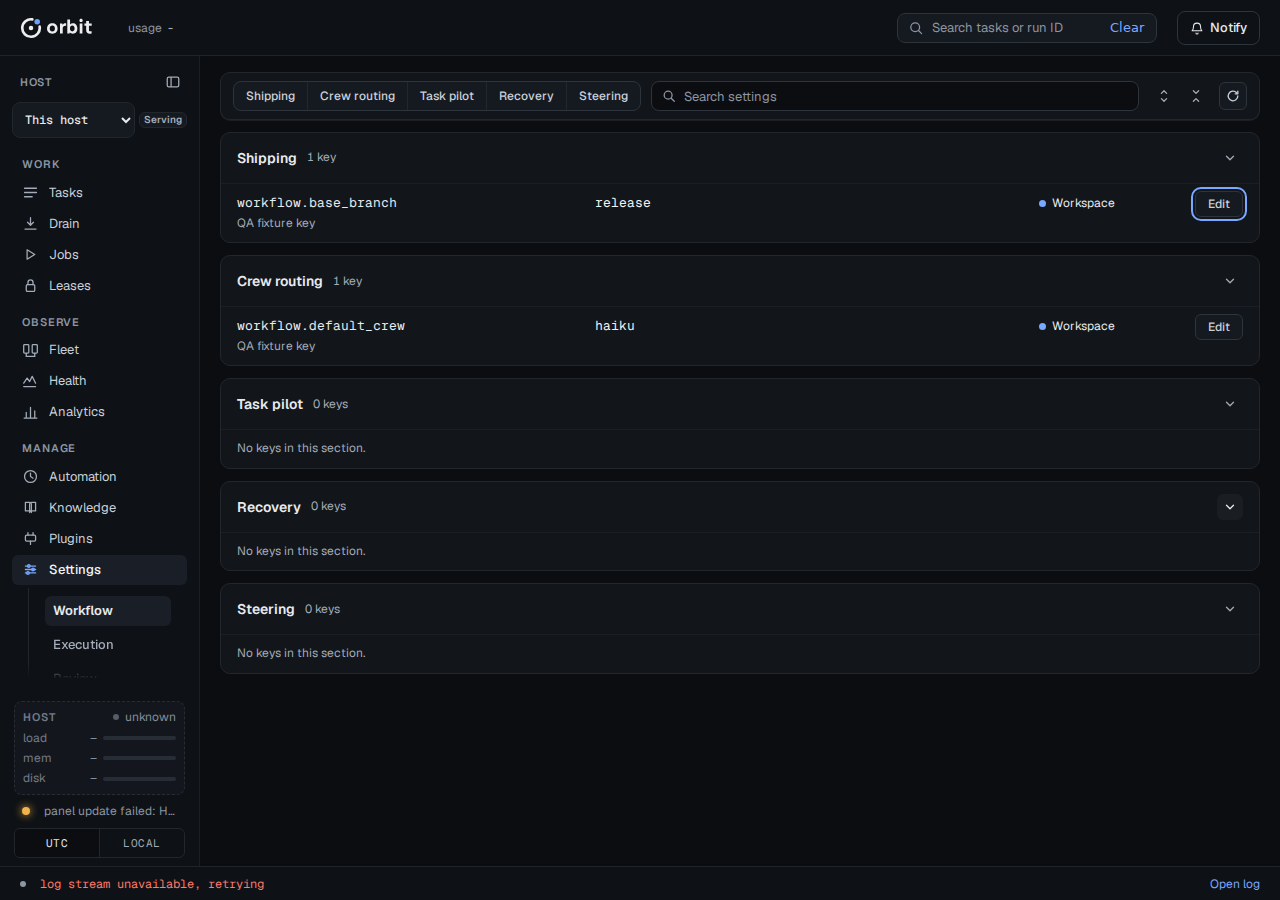 orbit
usage -
Search tasks or run ID
Clear
Notify
HOST
This host
Serving
WORK
Tasks
Drain
Jobs
Leases
OBSERVE
Fleet
Health
Analytics
MANAGE
Automation
Knowledge
Plugins
Settings
Workflow
Execution
HOST
unknown
load –
mem –
disk –
panel update failed: H…
UTC
LOCAL
Shipping
Crew routing
Task pilot
Recovery
Steering
Search settings
Shipping 1 key
workflow.base_branch release Workspace Edit
QA fixture key
Crew routing 1 key
workflow.default_crew haiku Workspace Edit
QA fixture key
Task pilot 0 keys
No keys in this section.
Recovery 0 keys
No keys in this section.
Steering 0 keys
No keys in this section.
log stream unavailable, retrying
Open log